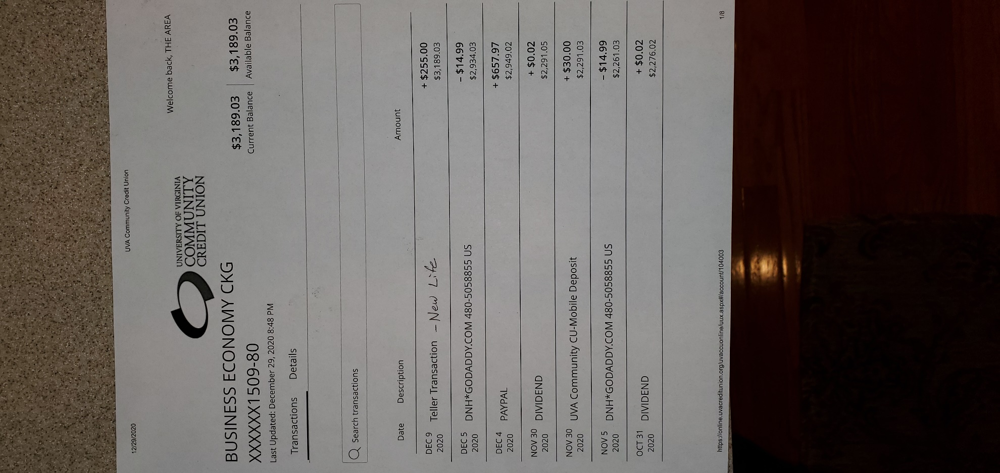 12/29/2020 UVA Community Credit Union
Welcome back, THE AREA
UNIVERSITY OF VIRGINIA
COMMUNITY
CREDIT UNION
BUSINESS ECONOMY CKG
XXXXXXX1509-80
$3,189.03 $3,189.03
Current Balance Available Balance
Last Updated: December 29, 2020 8:48 PM
Transactions Details
Search transactions
Date Description Amount
DEC 9 Teller Transaction – New Life + $255.00
2020 $3,189.03
DEC 5 DNH*GODADDY.COM 480-5058855 US – $14.99
2020 $2,934.03
DEC 4 PAYPAL + $657.97
2020 $2,949.02
NOV 30 DIVIDEND + $0.02
2020 $2,291.05
NOV 30 UVA Community CU-Mobile Deposit + $30.00
2020 $2,291.03
NOV 5 DNH*GODADDY.COM 480-5058855 US – $14.99
2020 $2,261.03
OCT 31 DIVIDEND + $0.02
2020 $2,276.02
https://online.uvacreditunion.org/uvaccuonline/uux.aspx#/account/104003 1/8